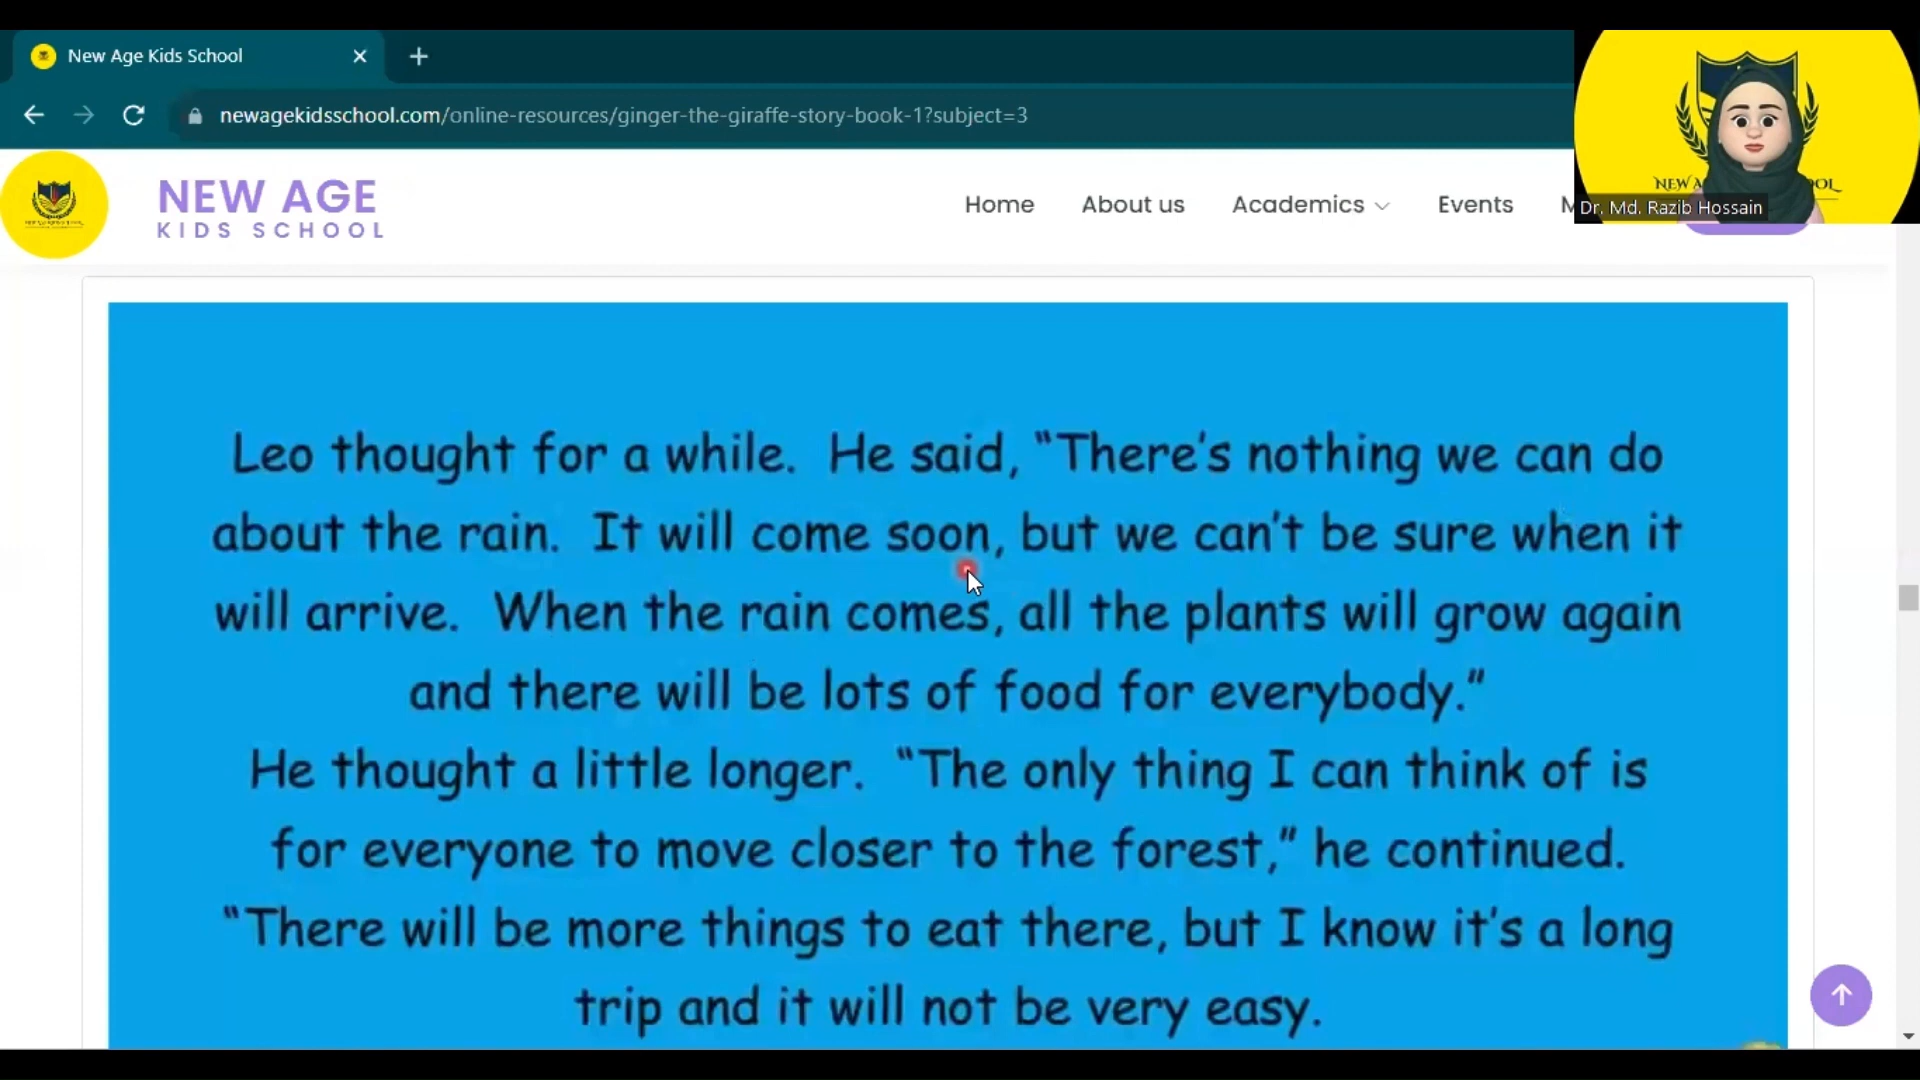 New Age Kids School
newagekidsschool.com/online-resources/ginger-the-giraffe-story-book-1?subject=3
NEW AGE
KIDS SCHOOL
Home About us Academics Events
Dr. Md. Razib Hossain
Leo thought for a while. He said, “There’s nothing we can do
about the rain. It will come soon, but we can’t be sure when it
will arrive. When the rain comes, all the plants will grow again
and there will be lots of food for everybody.”
He thought a little longer. “The only thing I can think of is
for everyone to move closer to the forest,” he continued.
“There will be more things to eat there, but I know it’s a long
trip and it will not be very easy.